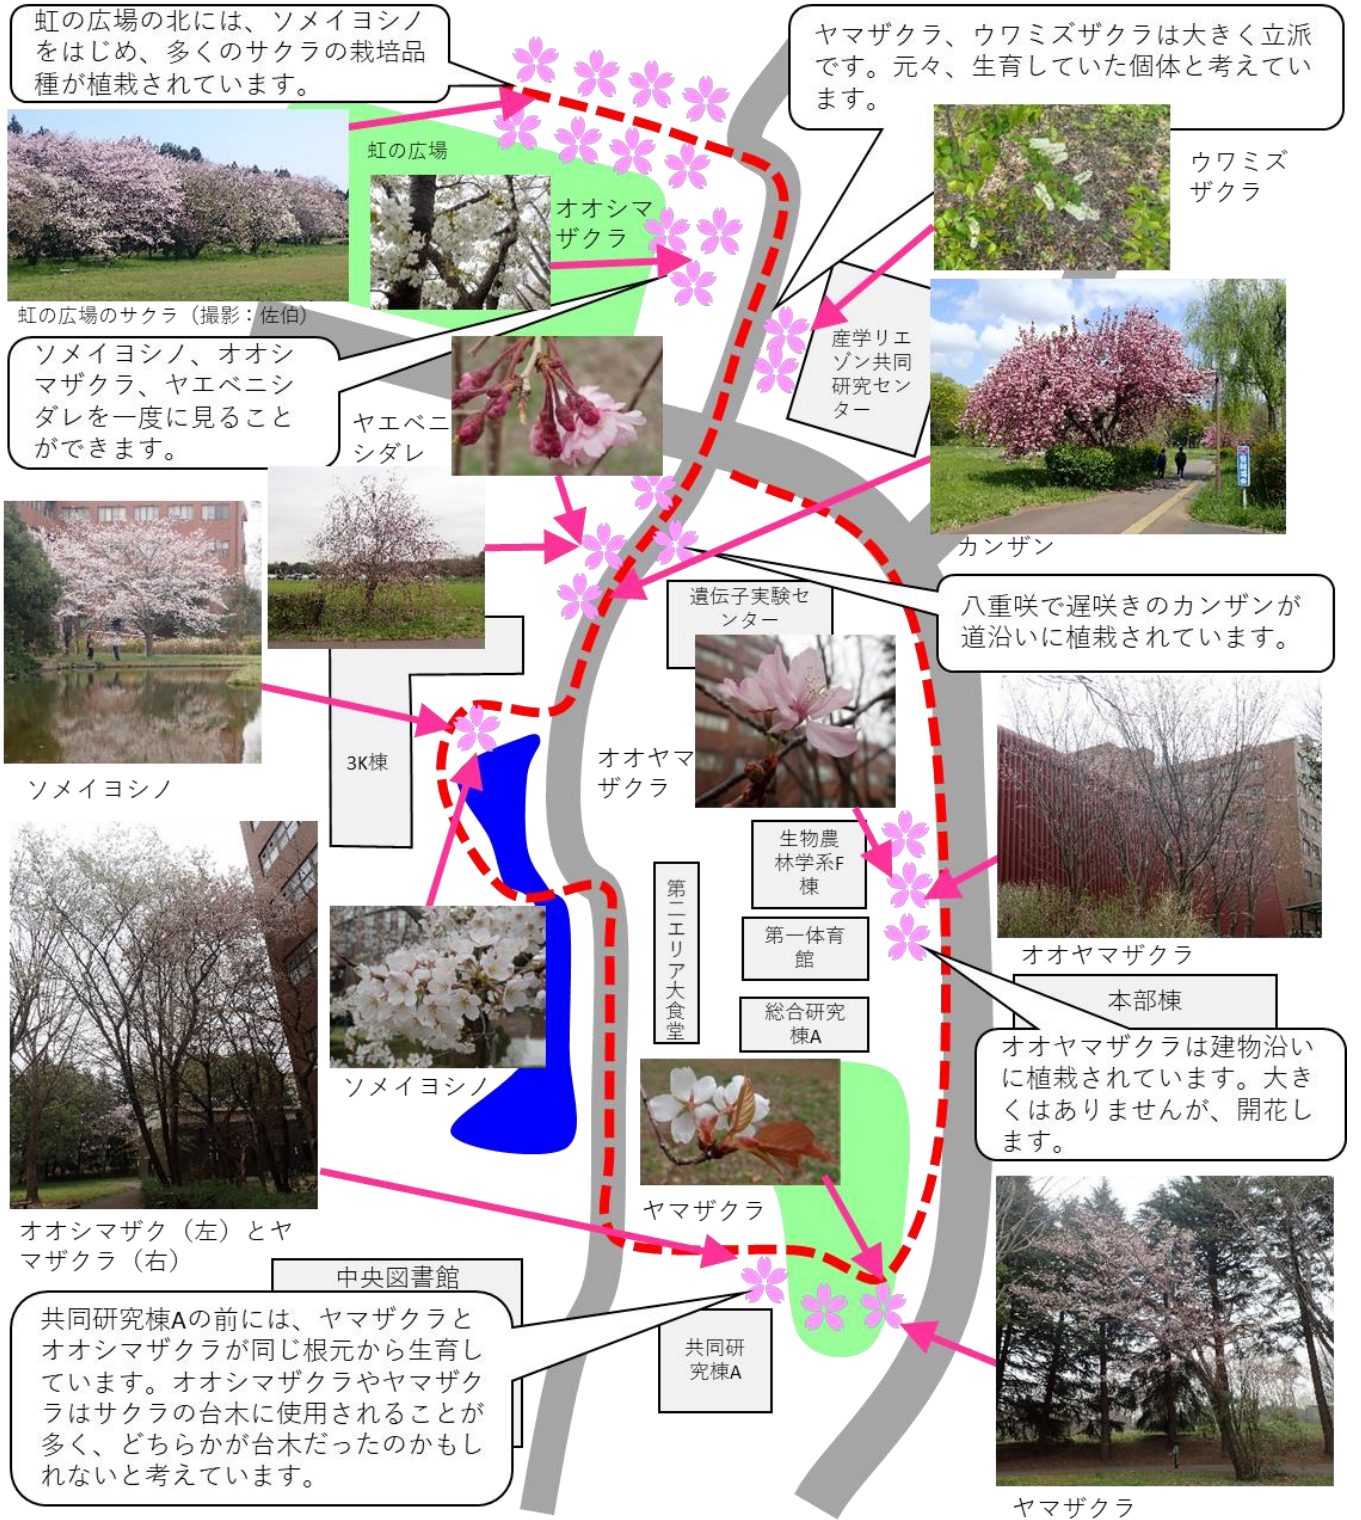 虹の広場の北には、ソメイヨシノ
をはじめ、多くのサクラの栽培品
種が植栽されています。
ヤマザクラ、ウワミズザクラは大きく立派
です。元々、生育していた個体と考えてい
ます。
虹の広場
ウワミズ
ザクラ
オオシマ
ザクラ
虹の広場のサクラ（撮影：佐伯）
産学リエ
ゾン共同
研究セン
ター
ソメイヨシノ、オオシ
マザクラ、ヤエベニシ
ダレを一度に見ること
ができます。
ヤエベニ
シダレ
カンザン
八重咲で遅咲きのカンザンが
道沿いに植栽されています。
遺伝子実験セ
ンター
3K棟
オオヤマ
ザクラ
ソメイヨシノ
生物農
林学系F
棟
第二エリア大食堂
第一体育
館
オオヤマザクラ
総合研究
棟A
本部棟
オオヤマザクラは建物沿い
に植栽されています。大き
くはありませんが、開花し
ます。
ソメイヨシノ
ヤマザクラ
オオシマザク（左）とヤ
マザクラ（右）
中央図書館
共同研究棟Aの前には、ヤマザクラと
オオシマザクラが同じ根元から生育し
ています。オオシマザクラやヤマザク
ラはサクラの台木に使用されることが
多く、どちらかが台木だったのかもし
れないと考えています。
共同研
究棟A
ヤマザクラ